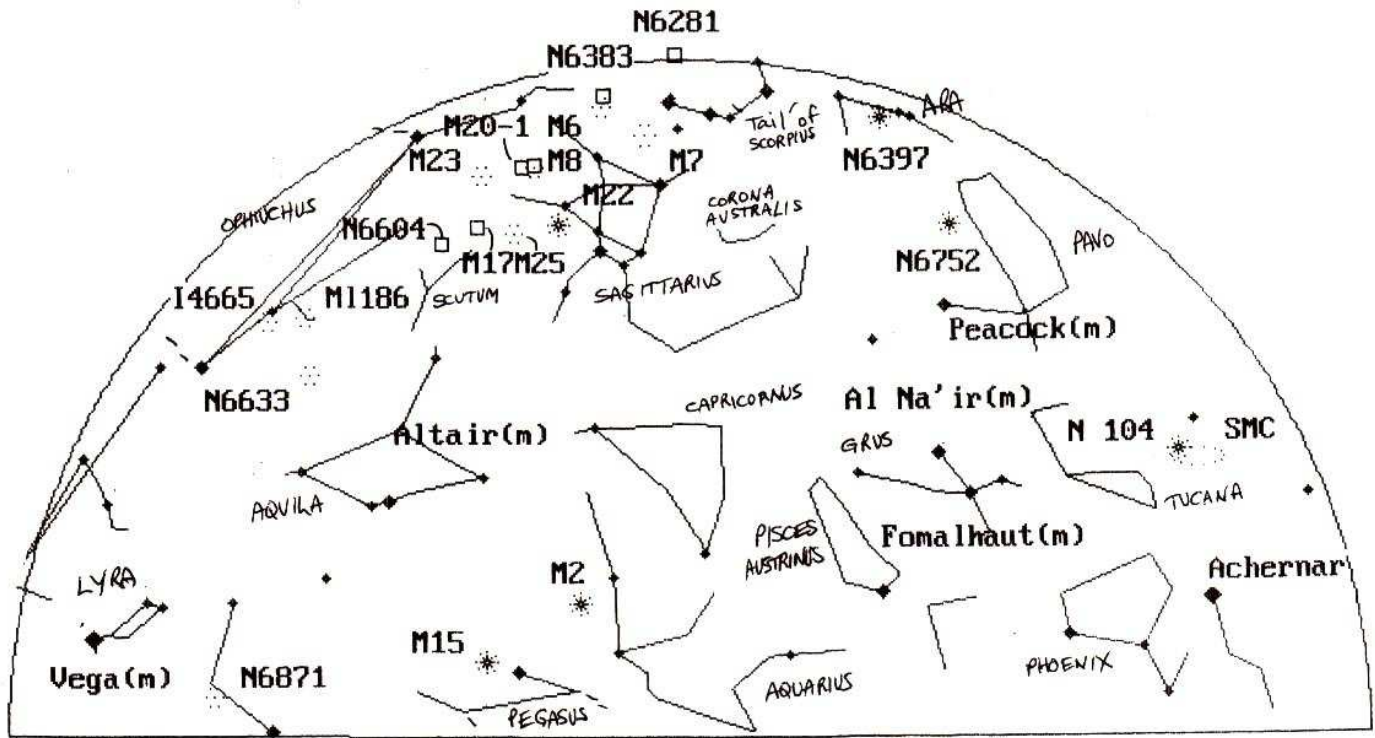 N6281
N6383
ARA
M20-1 M6
Tail of
SCORPIUS
M23
M8
M7
N6397
M22
CORONA
AUSTRALIS
OPHIUCHUS
N6604
PAVO
M17
M25
N6752
SAGITTARIUS
I4665
M1186
SCUTUM
Peacock(m)
N6633
CAPRICORNUS
Al Na'ir(m)
Altair(m)
N 104
SMC
GRUS
AQUILA
TUCANA
PISCES
AUSTRINUS
Fomalhaut(m)
M2
Achernar
LYRA
M15
Vega(m)
N6871
PHOENIX
AQUARIUS
PEGASUS